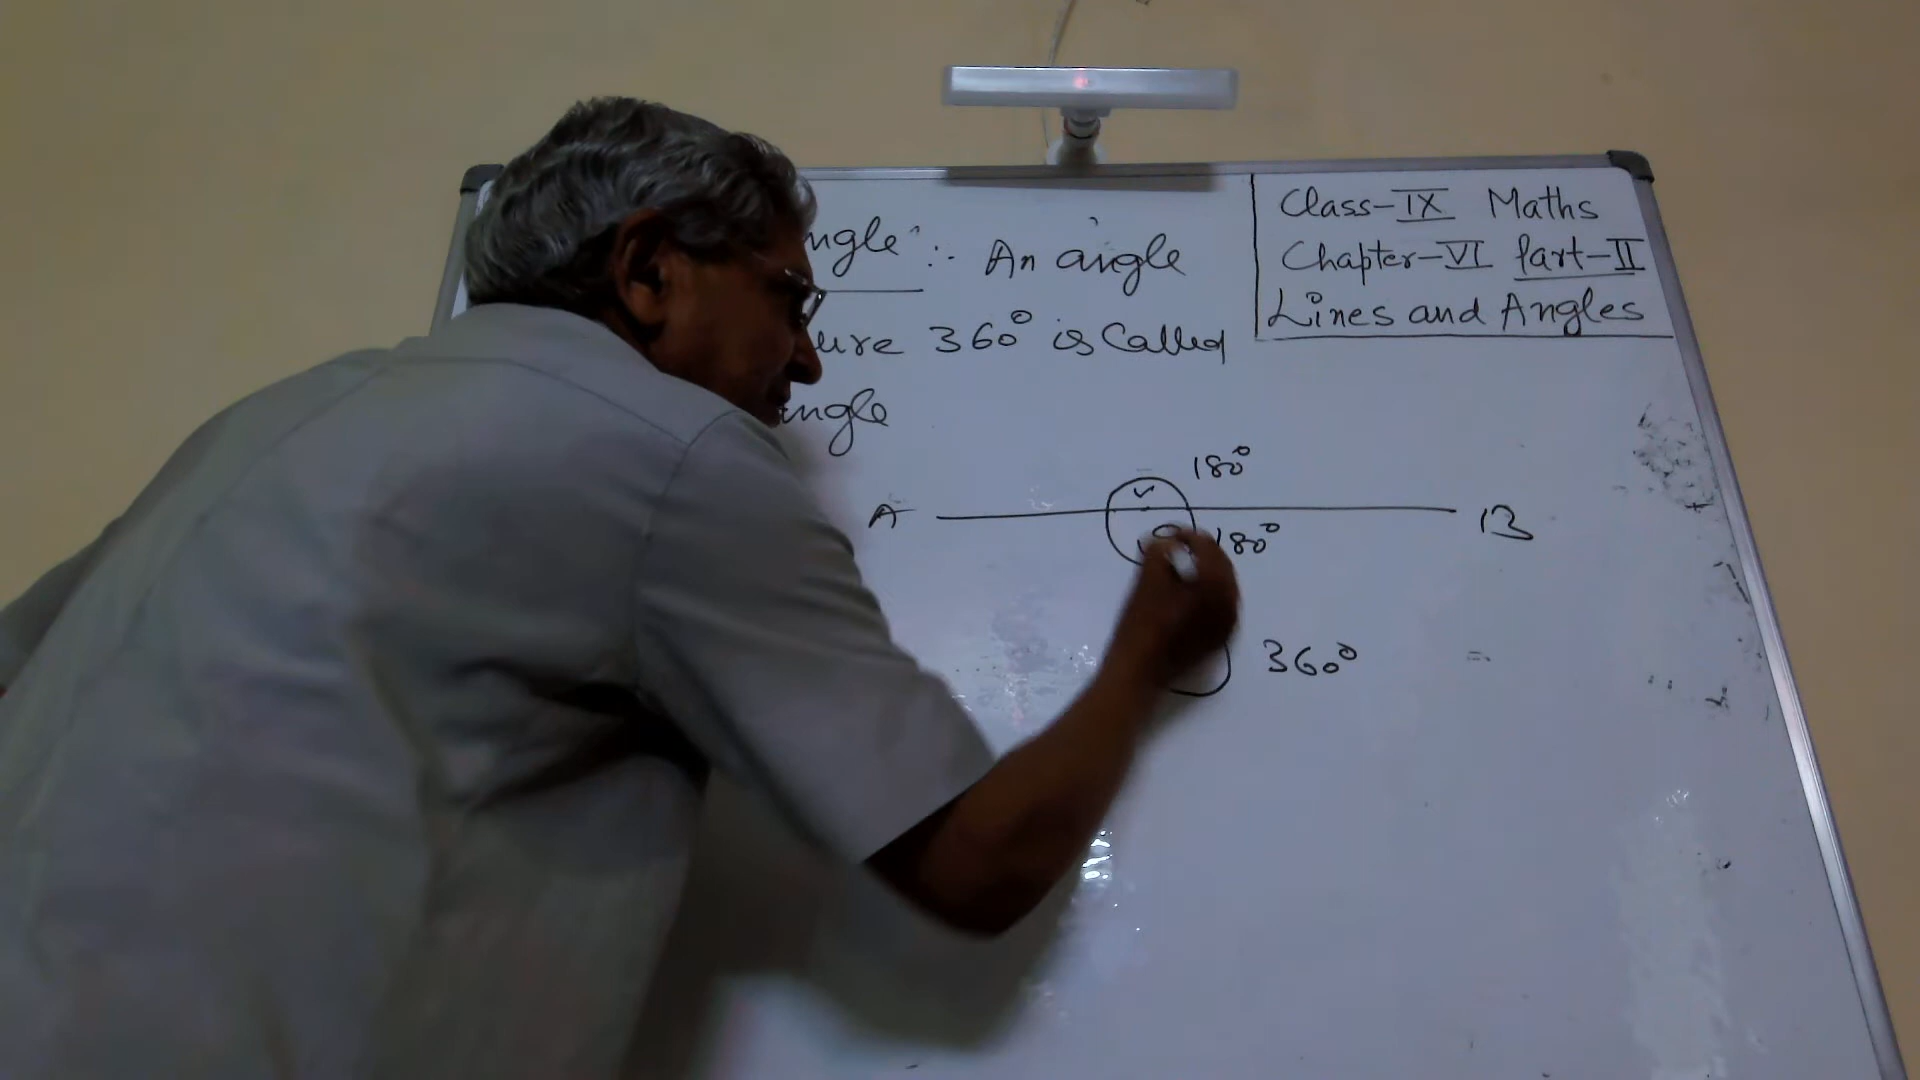 Class-IX Maths
Chapter-VI Part-II
Lines and Angles
ngle :- An angle
ure 360° is Called
angle
180°
A B
180°
360°